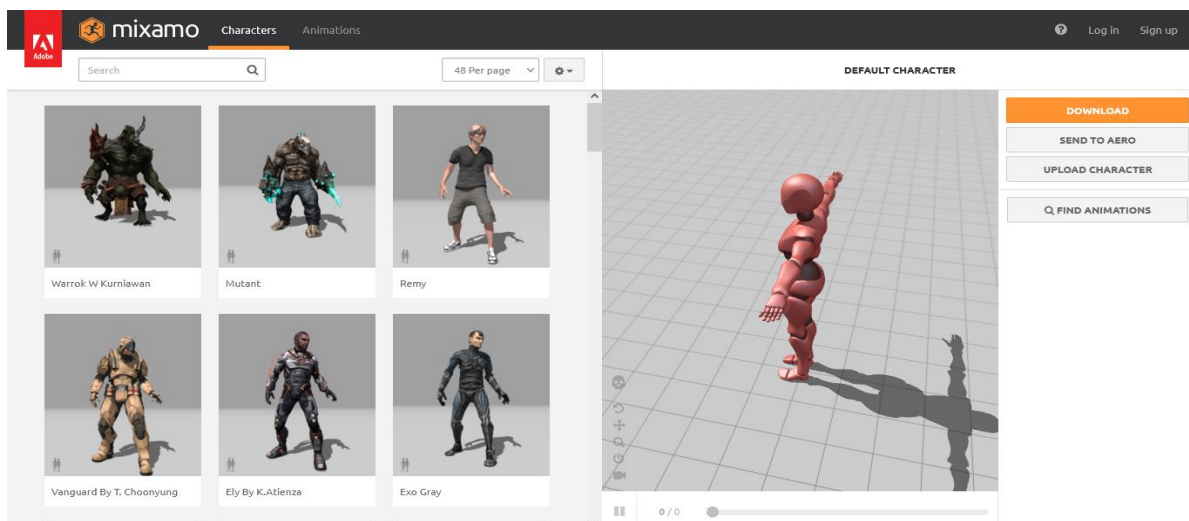 Adobe
mixamo Characters Animations Log in Sign up
Search 48 Per page
DEFAULT CHARACTER
DOWNLOAD
SEND TO AERO
UPLOAD CHARACTER
FIND ANIMATIONS
Warrok W Kurniawan Mutant Remy
Vanguard By T. Choonyung Ely By K.Atienza Exo Gray
0 / 0